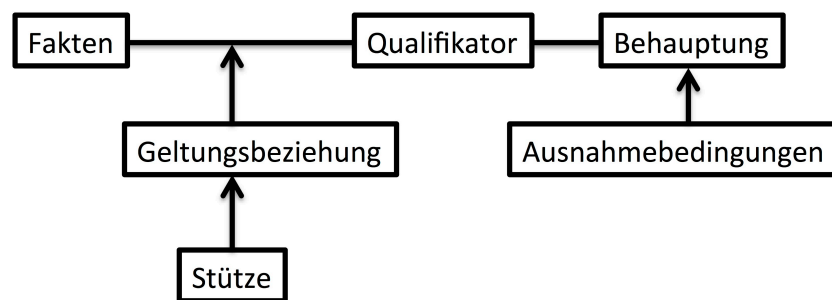 Fakten
Qualifikator
Behauptung
Geltungsbeziehung
Ausnahmebedingungen
Stütze